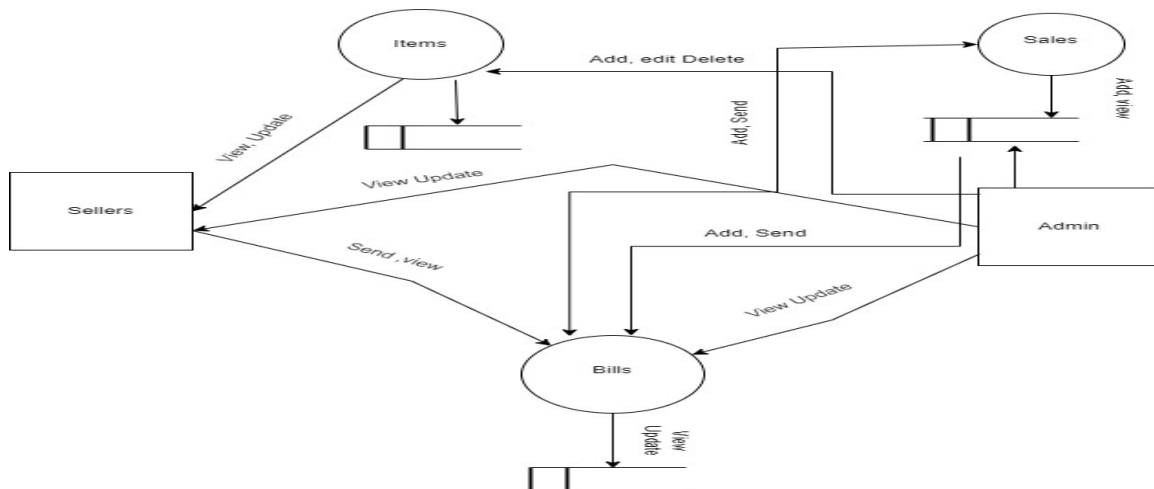 Items
Sales
Add, edit Delete
Add, view
Add, Send
View, Update
View Update
Sellers
Admin
Add, Send
Send ,view
View Update
Bills
View
Update